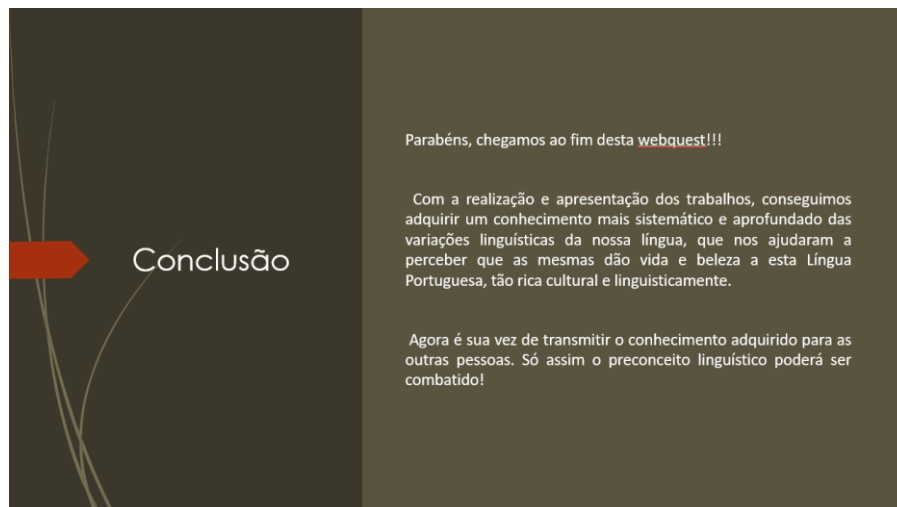 Conclusão
Parabéns, chegamos ao fim desta webquest!!!
Com a realização e apresentação dos trabalhos, conseguimos
adquirir um conhecimento mais sistemático e aprofundado das
variações linguísticas da nossa língua, que nos ajudaram a
perceber que as mesmas dão vida e beleza a esta Língua
Portuguesa, tão rica cultural e linguisticamente.
Agora é sua vez de transmitir o conhecimento adquirido para as
outras pessoas. Só assim o preconceito linguístico poderá ser
combatido!